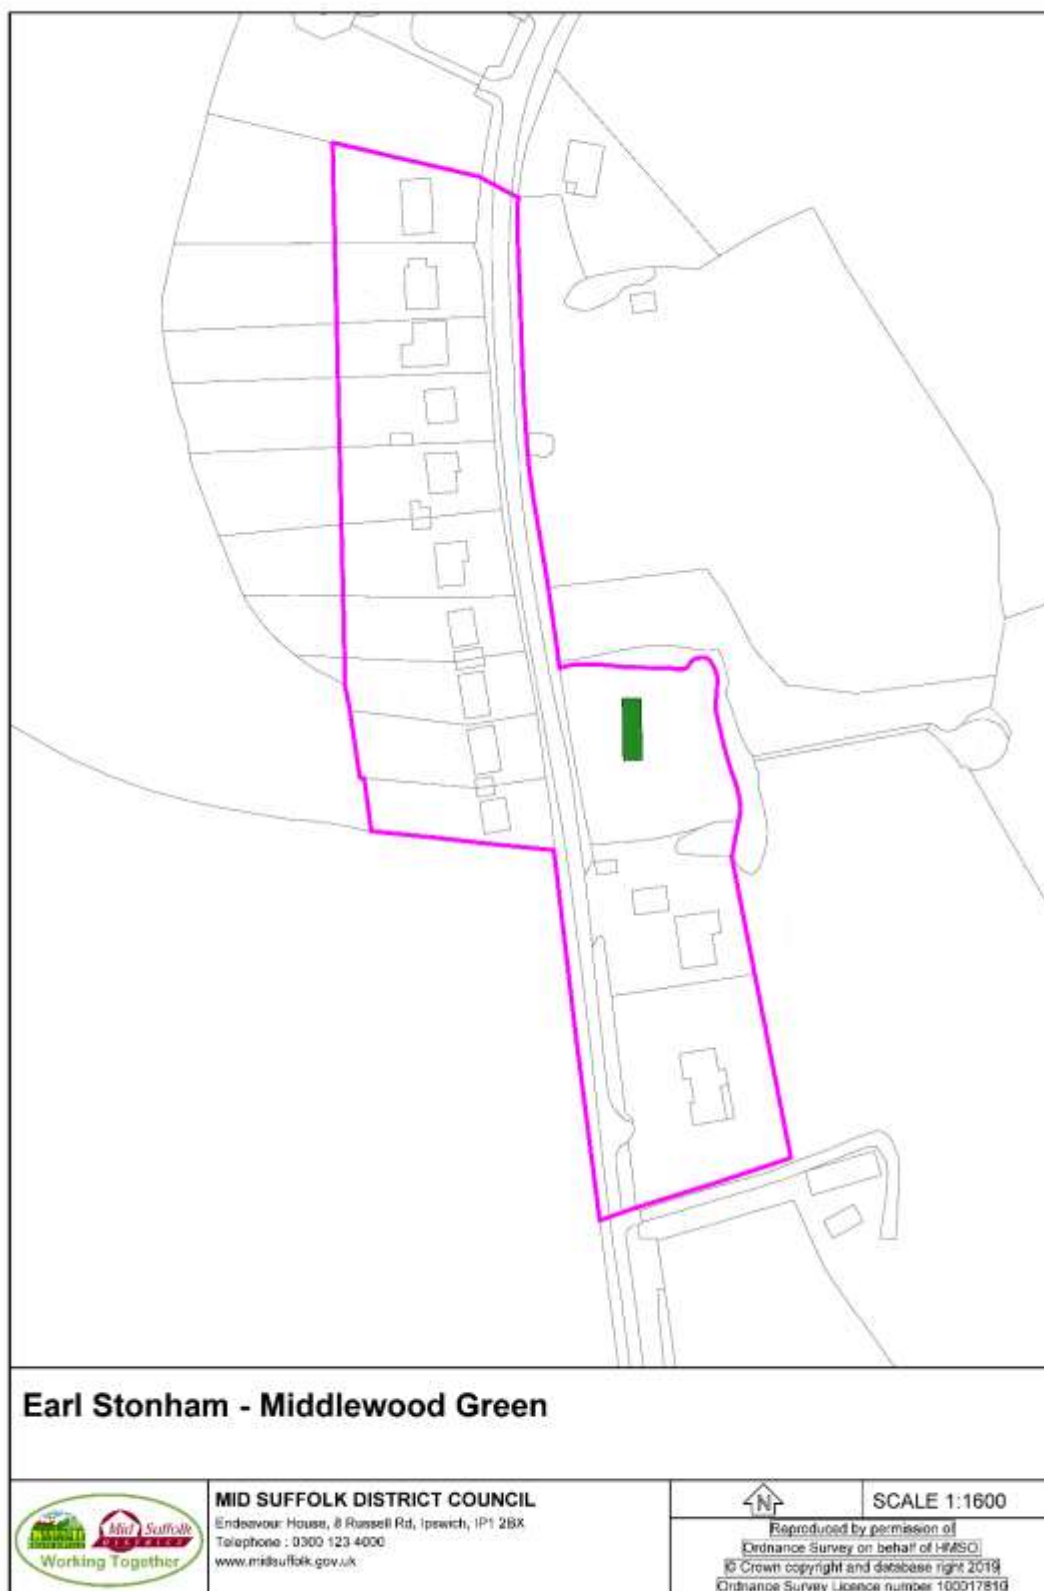 Earl Stonham - Middlewood Green
Mid Suffolk
DISTRICT
Working Together
MID SUFFOLK DISTRICT COUNCIL
Endeavour House, 8 Russell Rd, Ipswich, IP1 2BX
Telephone : 0300 123 4000
www.midsuffolk.gov.uk
N
SCALE 1:1600
Reproduced by permission of
Ordnance Survey on behalf of HMSO.
© Crown copyright and database right 2019
Ordnance Survey Licence number 100017810